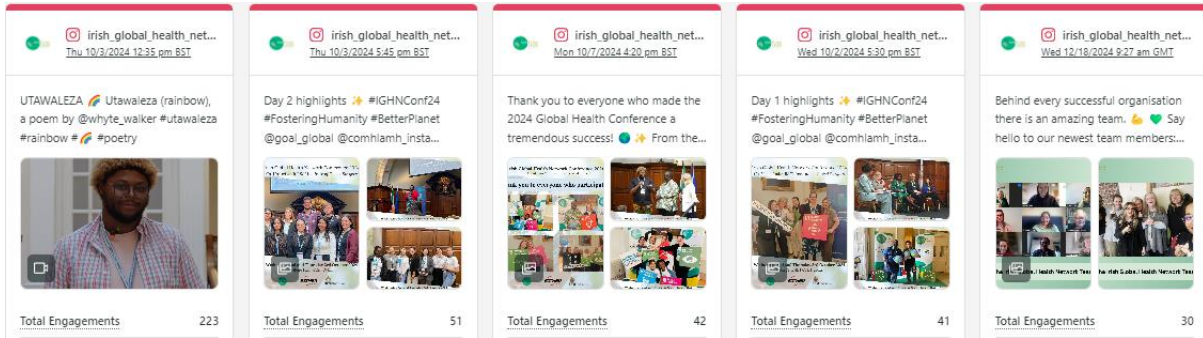 irish_global_health_net...
Thu 10/3/2024 12:35 pm BST
UTAWALEZA 🌈 Utawaleza (rainbow),
a poem by @whyte_walker #utawaleza
#rainbow #🌈 #poetry
Total Engagements 223
irish_global_health_net...
Thu 10/3/2024 5:45 pm BST
Day 2 highlights ✨ #IGHNConf24
#FosteringHumanity #BetterPlanet
@goal_global @comhlamh_insta...
Total Engagements 51
irish_global_health_net...
Mon 10/7/2024 4:20 pm BST
Thank you to everyone who made the
2024 Global Health Conference a
tremendous success! 🌍 ✨ From the...
Total Engagements 42
irish_global_health_net...
Wed 10/2/2024 5:30 pm BST
Day 1 highlights ✨ #IGHNConf24
#FosteringHumanity #BetterPlanet
@goal_global @comhlamh_insta...
Total Engagements 41
irish_global_health_net...
Wed 12/18/2024 9:27 am GMT
Behind every successful organisation
there is an amazing team. 💪 💚 Say
hello to our newest team members:...
Total Engagements 30